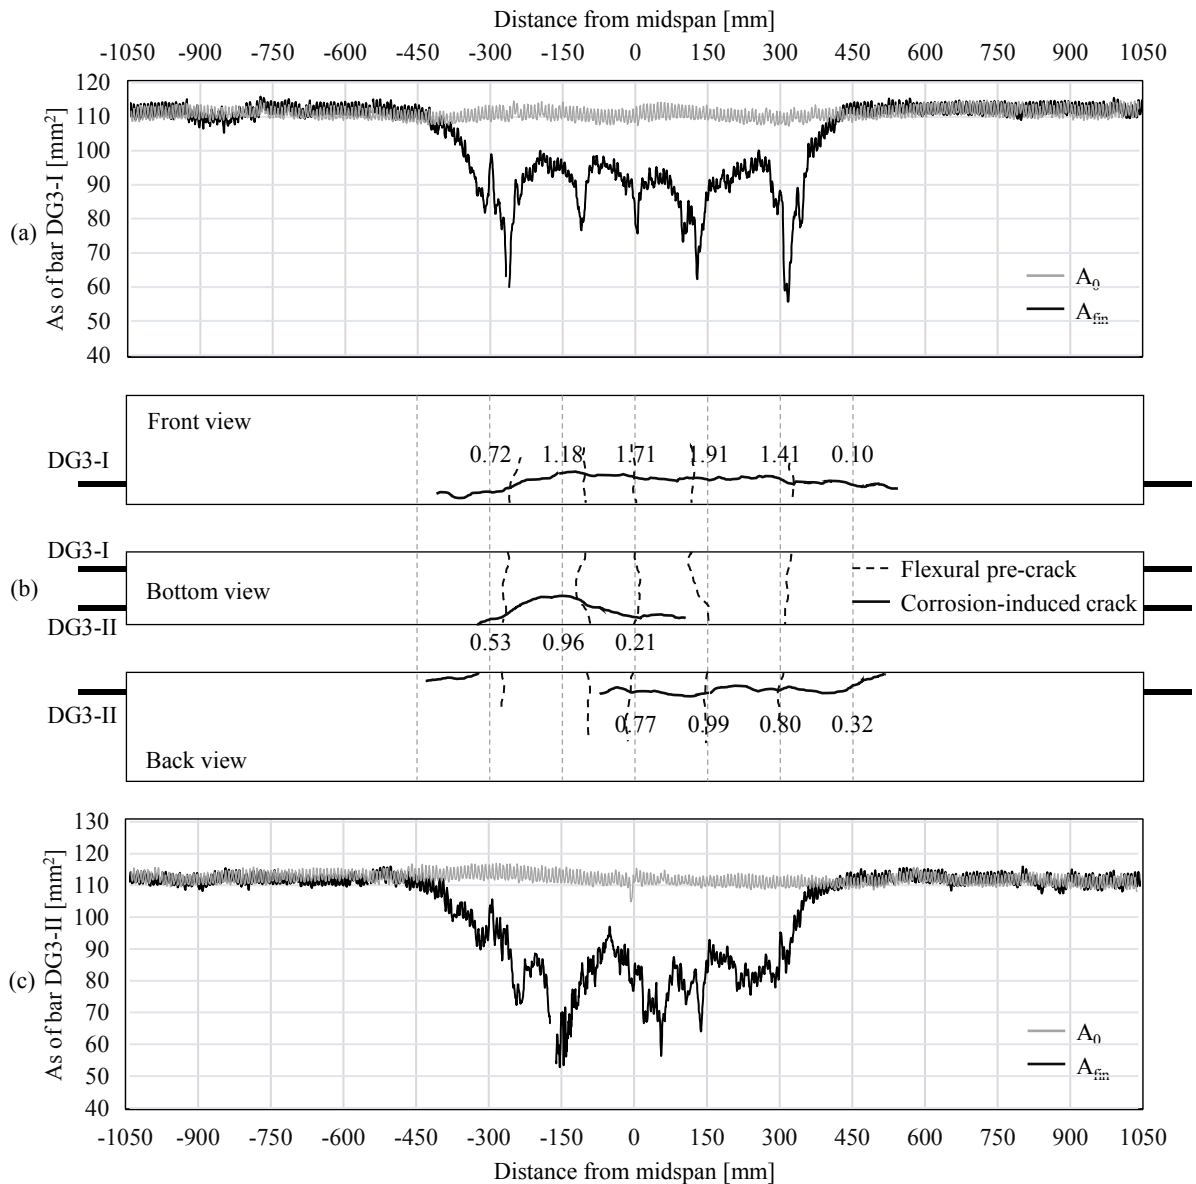 Distance from midspan [mm]
-1050 -900 -750 -600 -450 -300 -150 0 150 300 450 600 750 900 1050
(a)
As of bar DG3-I [mm²]
120
110
100
90
80
70
60
50
40
A₀
A_fin
Front view
DG3-I
0.72 1.18 1.71 1.91 1.41 0.10
(b)
DG3-I
Bottom view
DG3-II
Flexural pre-crack
Corrosion-induced crack
0.53 0.96 0.21
DG3-II
0.77 0.99 0.80 0.32
Back view
(c)
As of bar DG3-II [mm²]
130
120
110
100
90
80
70
60
50
40
A₀
A_fin
-1050 -900 -750 -600 -450 -300 -150 0 150 300 450 600 750 900 1050
Distance from midspan [mm]